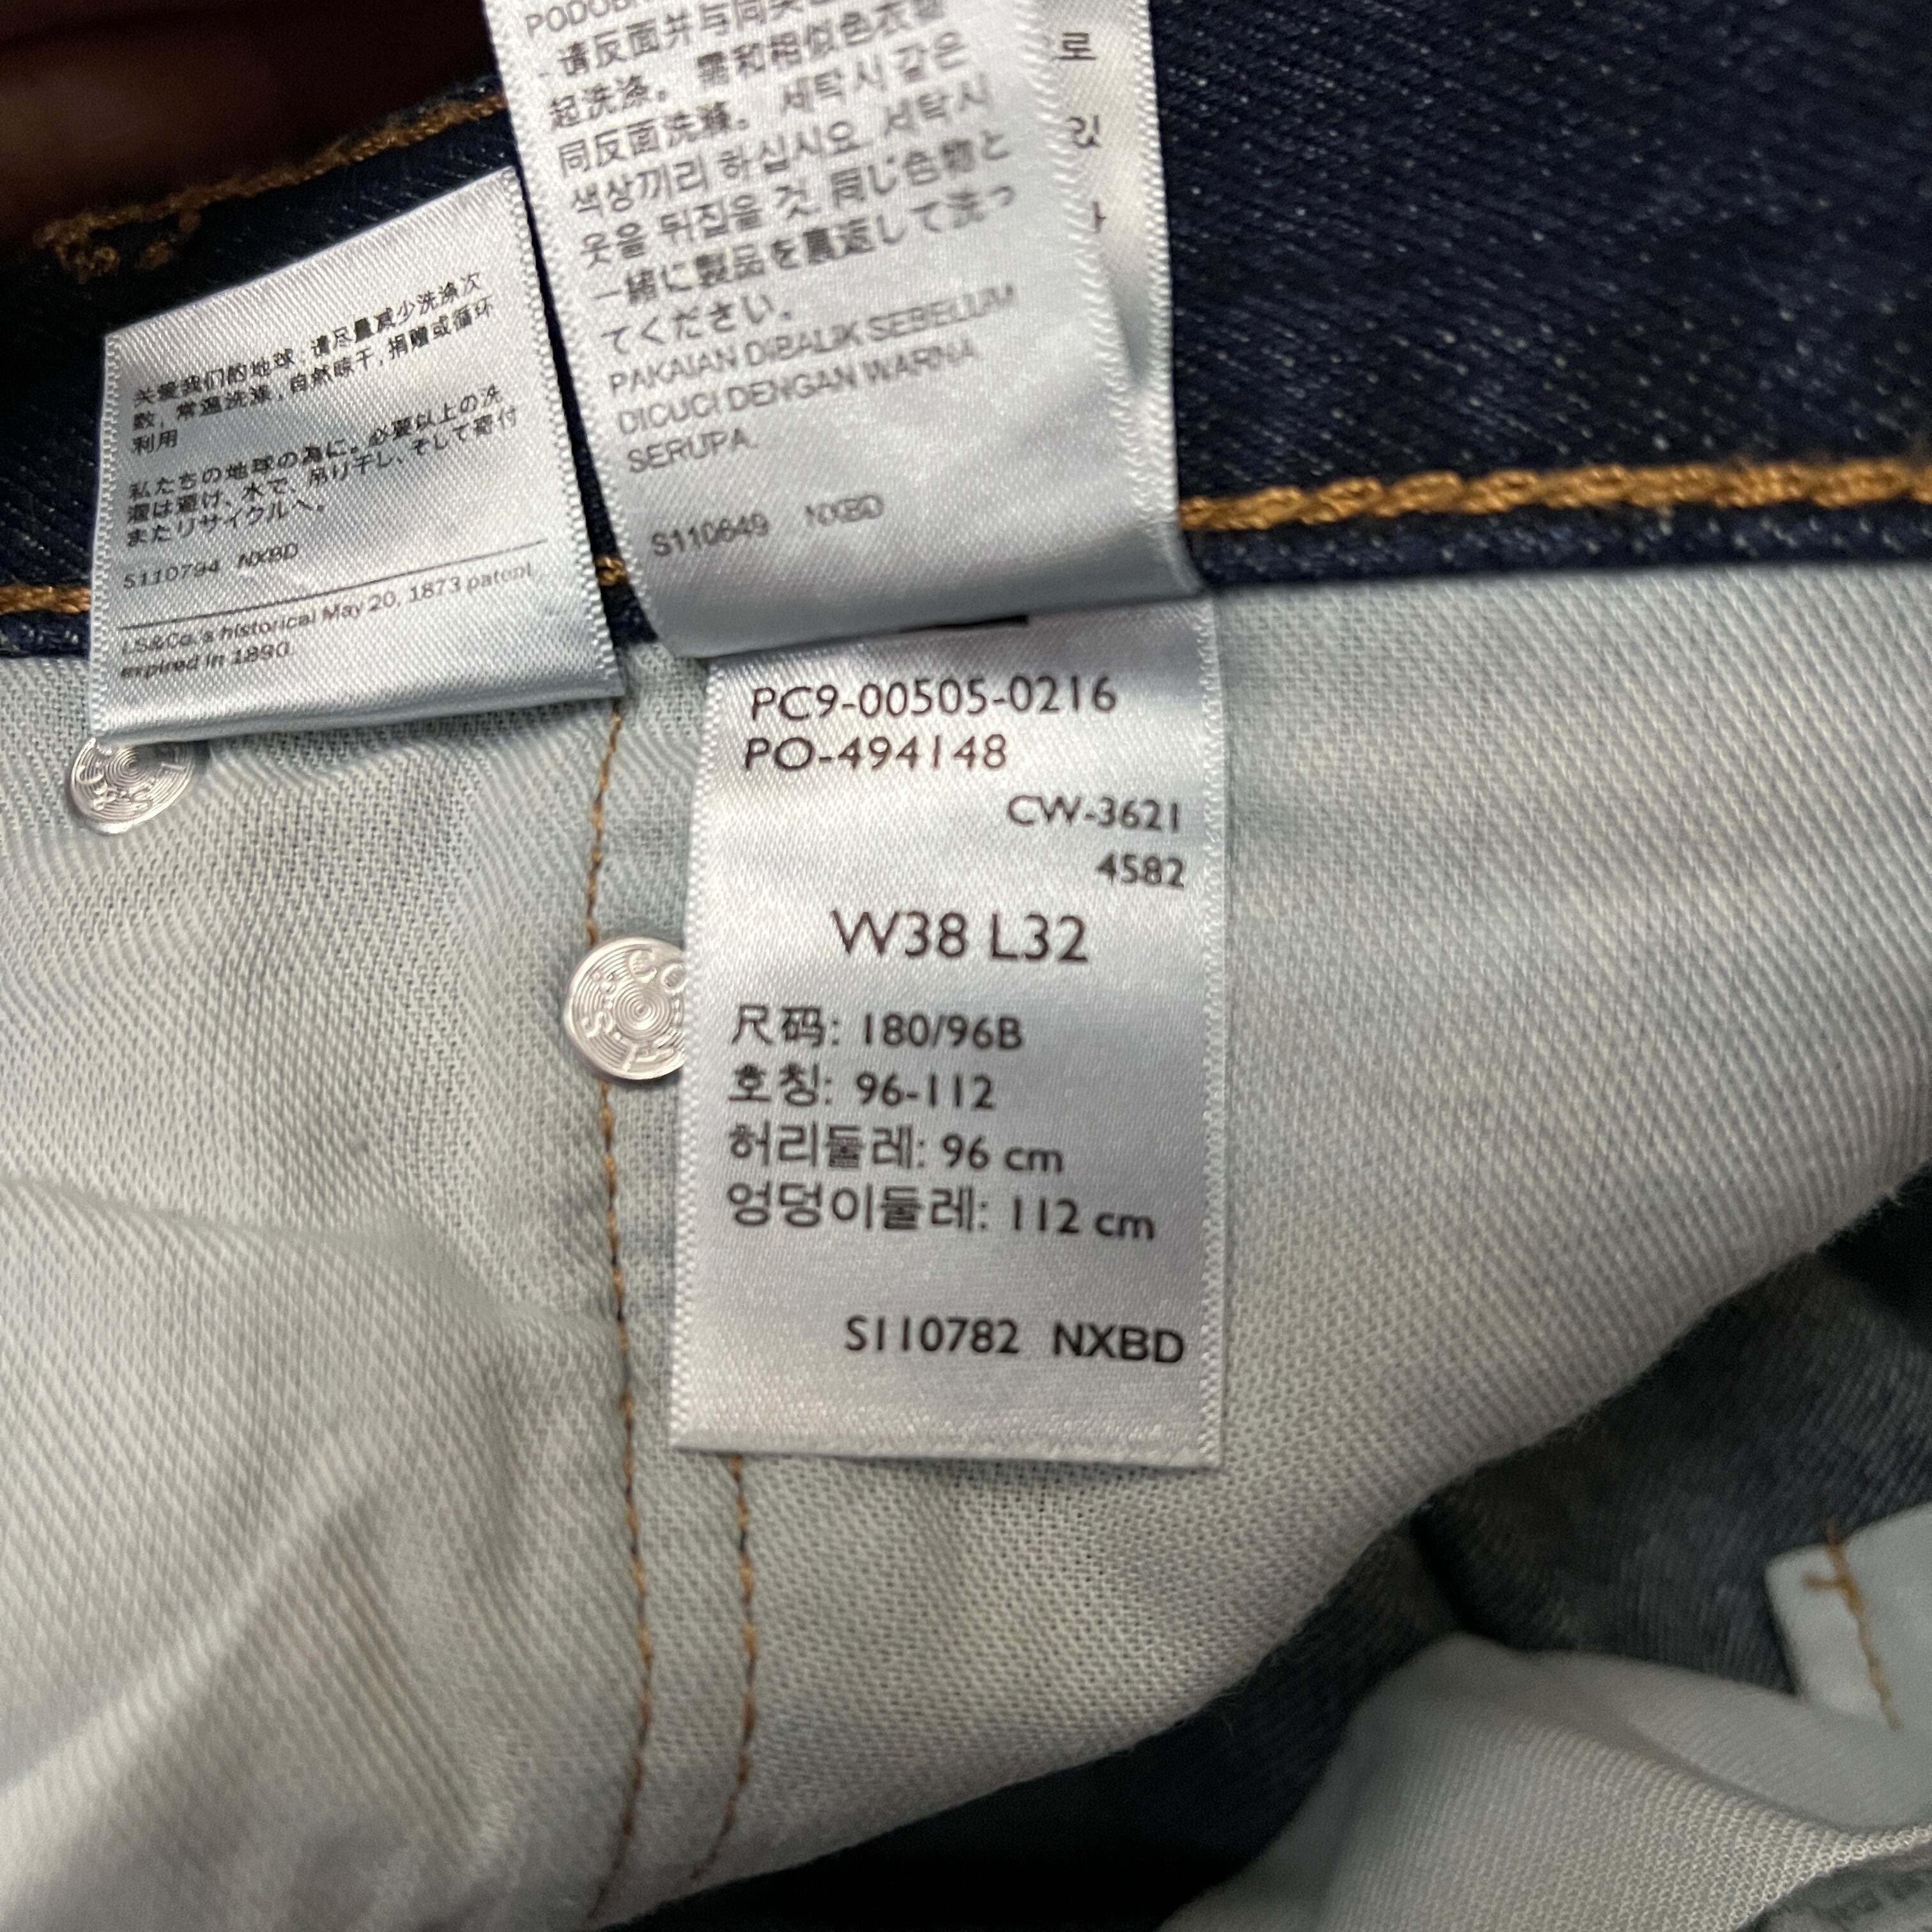 关爱我们的地球, 请尽量减少洗涤次
数, 常温洗涤, 自然晾干, 捐赠或循环
利用
私たちの地球の為に。必要以上の洗
濯は避け、水で、吊り干し、そして寄付
またリサイクルへ。
S110794 NXBD
LS&Co.'s historical May 20, 1873 patent
expired in 1890.
-请反面并与同类色衣物
起洗涤。需和相似色衣物
同反面洗滌。세탁시 같은
색상끼리 하십시요 세탁시
옷을 뒤집을 것. 同じ色物と
一緒に製品を裏返して洗っ
てください.
PAKAIAN DIBALIK SEBELUM
DICUCI DENGAN WARNA
SERUPA.
S110649 NXBD
로
있
PC9-00505-0216
PO-494148
CW-3621
4582
W38 L32
尺码: 180/96B
호칭: 96-112
허리둘레: 96 cm
엉덩이둘레: 112 cm
S110782 NXBD